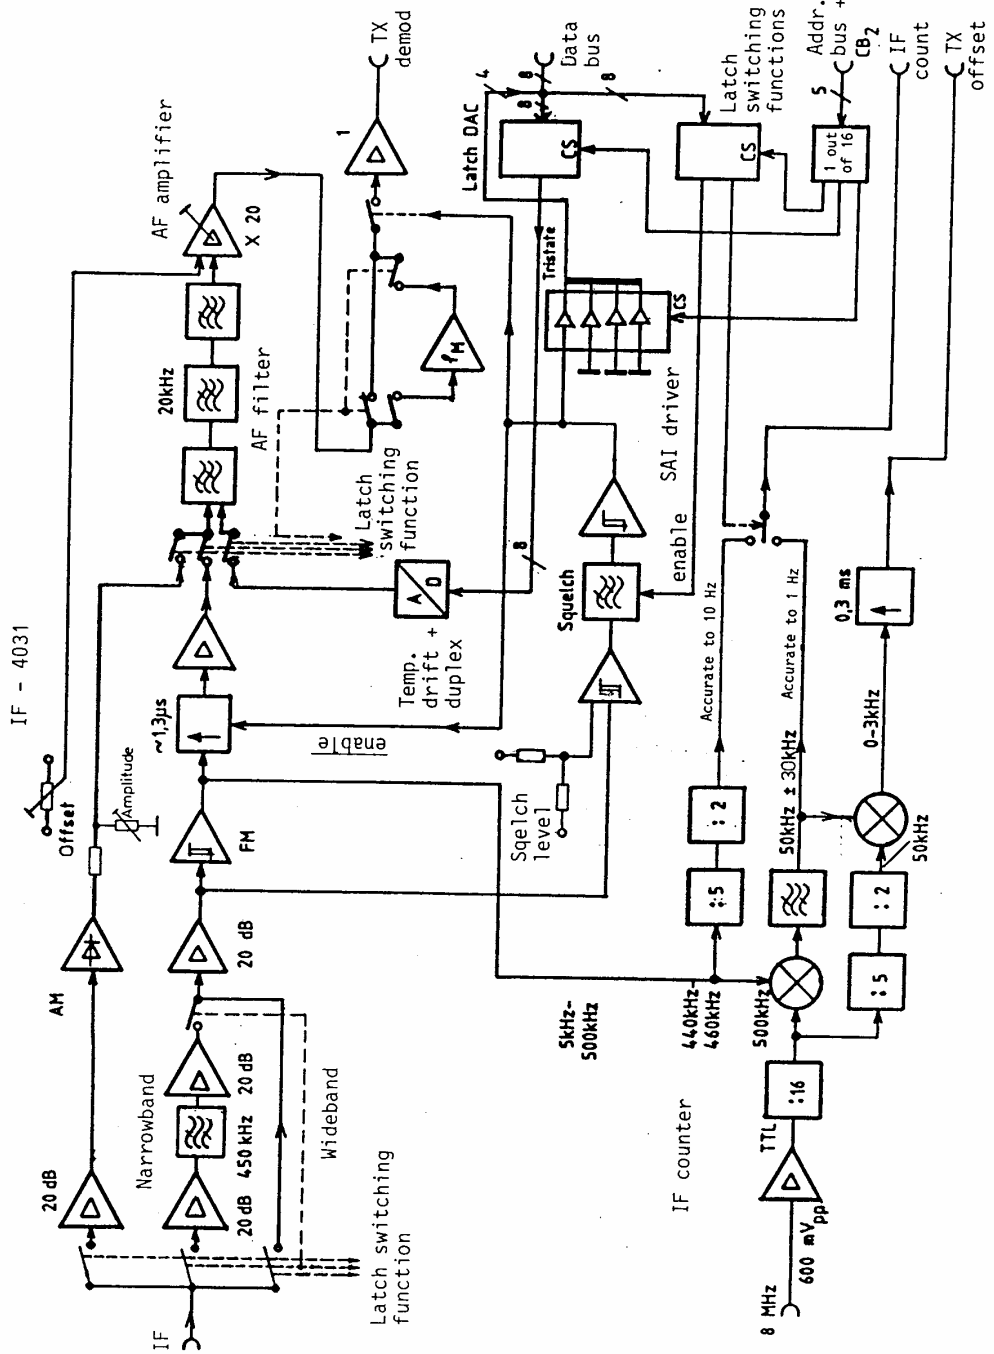 IF - 4031
IF
20 dB
AM
Narrowband
20 dB
450 kHz
20 dB
Wideband
Latch switching
function
20 dB
FM
Offset
Amplitude
~1,3µs
enable
Temp.
drift +
duplex
A
D
Latch
switching
function
AF filter
20kHz
AF amplifier
X 20
fM
1
TX
demod
Sqelch
level
Squelch
enable
8
SAI driver
Tristate
CS
Latch DAC
CS
4
8
8
8
Data
bus
CS
Latch
switching
functions
1 out
of 16
5
Addr.
bus +
CB2
IF
count
TX
offset
IF counter
8 MHz
600 mVpp
TTL
:16
500kHz
5kHz-
500kHz
440kHz-
460kHz
:5
:2
Accurate to 10 Hz
50kHz ± 30kHz
Accurate to 1 Hz
:5
:2
50kHz
0-3kHz
0,3 ms